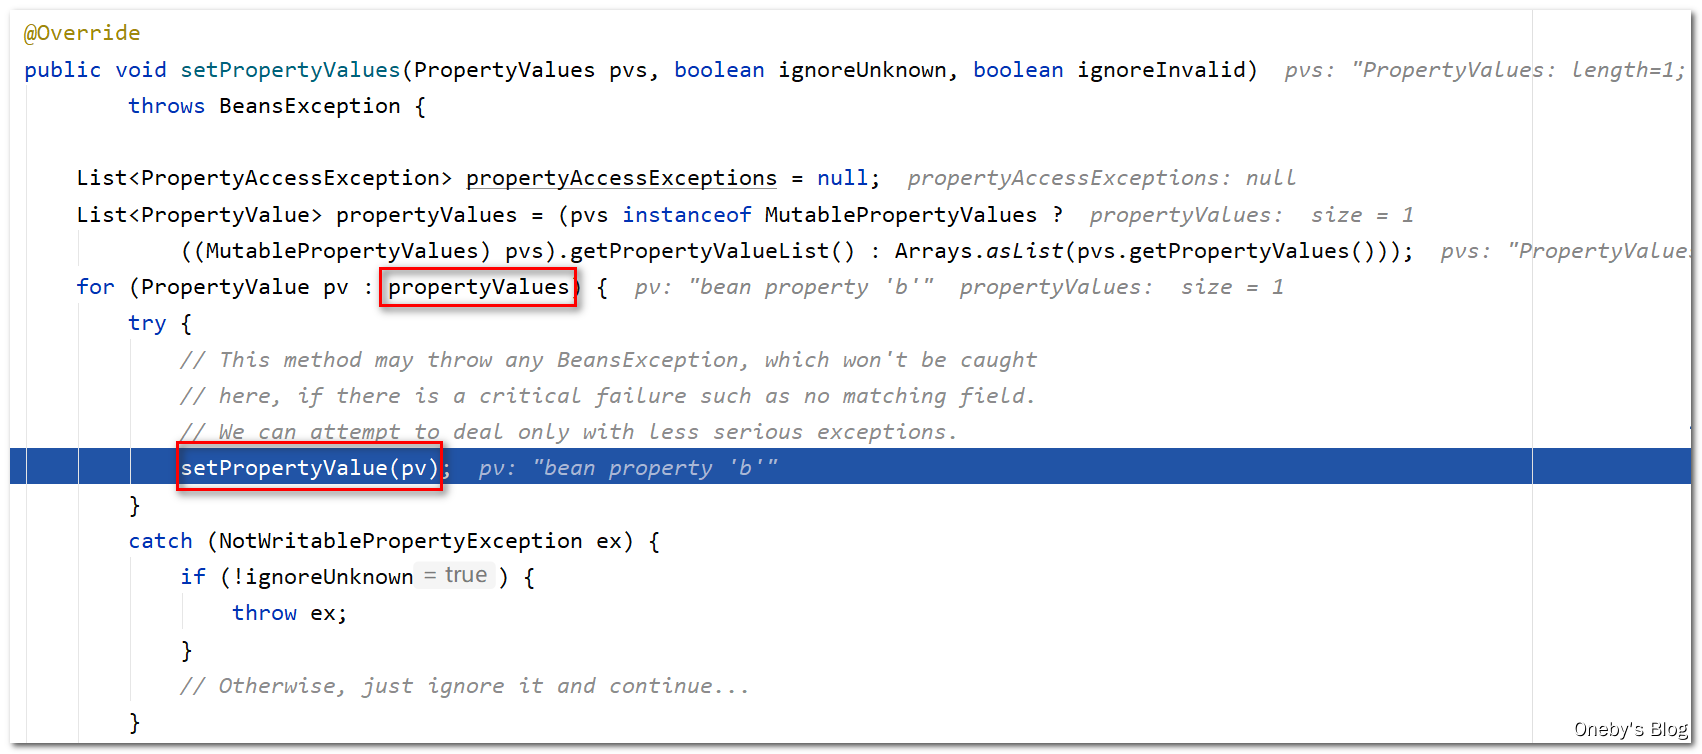 @Override
public void setPropertyValues(PropertyValues pvs, boolean ignoreUnknown, boolean ignoreInvalid)  pvs: "PropertyValues: length=1;
        throws BeansException {
    List<PropertyAccessException> propertyAccessExceptions = null;  propertyAccessExceptions: null
    List<PropertyValue> propertyValues = (pvs instanceof MutablePropertyValues ?  propertyValues:  size = 1
            ((MutablePropertyValues) pvs).getPropertyValueList() : Arrays.asList(pvs.getPropertyValues()));  pvs: "PropertyValues
    for (PropertyValue pv : propertyValues) {  pv: "bean property 'b'"  propertyValues:  size = 1
        try {
            // This method may throw any BeansException, which won't be caught
            // here, if there is a critical failure such as no matching field.
            // We can attempt to deal only with less serious exceptions.
            setPropertyValue(pv);  pv: "bean property 'b'"
        }
        catch (NotWritablePropertyException ex) {
            if (!ignoreUnknown = true ) {
                throw ex;
            }
            // Otherwise, just ignore it and continue...
        }
Oneby's Blog